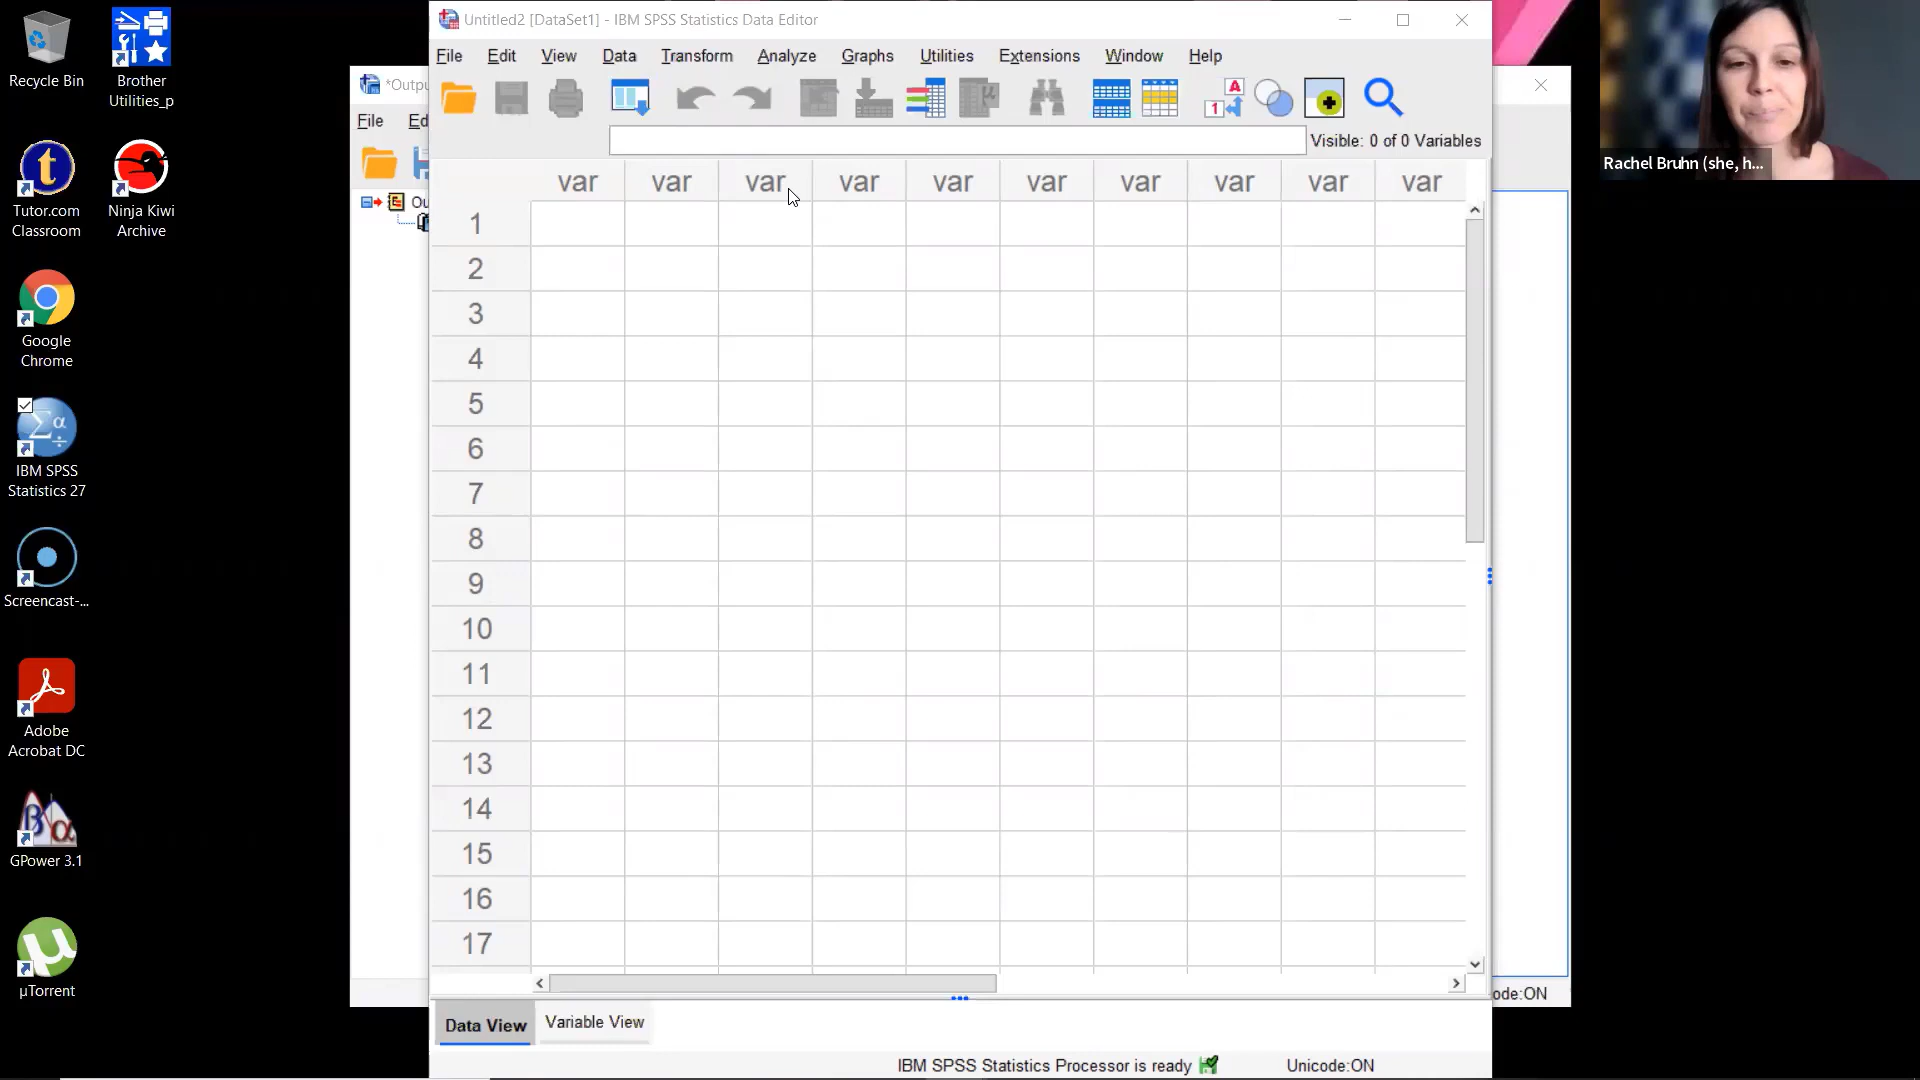 Recycle Bin
Brother
Utilities_p
Tutor.com
Classroom
Ninja Kiwi
Archive
Google
Chrome
IBM SPSS
Statistics 27
Screencast-...
Adobe
Acrobat DC
GPower 3.1
µTorrent
*Outpu
File Ed
Ou
Untitled2 [DataSet1] - IBM SPSS Statistics Data Editor
File Edit View Data Transform Analyze Graphs Utilities Extensions Window Help
Visible: 0 of 0 Variables
var var var var var var var var var var
1
2
3
4
5
6
7
8
9
10
11
12
13
14
15
16
17
Data View Variable View
IBM SPSS Statistics Processor is ready Unicode:ON
ode:ON
Rachel Bruhn (she, h...